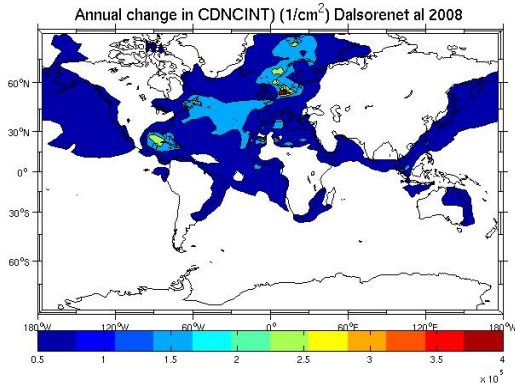 Annual change in CDNCINT) (1/cm²) Dalsorenet al 2008
60°N
30°N
0°
30°S
60°S
180°W 120°W 60°W 0° 60°E 120°E 180°W
0.5 1 1.5 2 2.5 3 3.5 4
x 10⁵